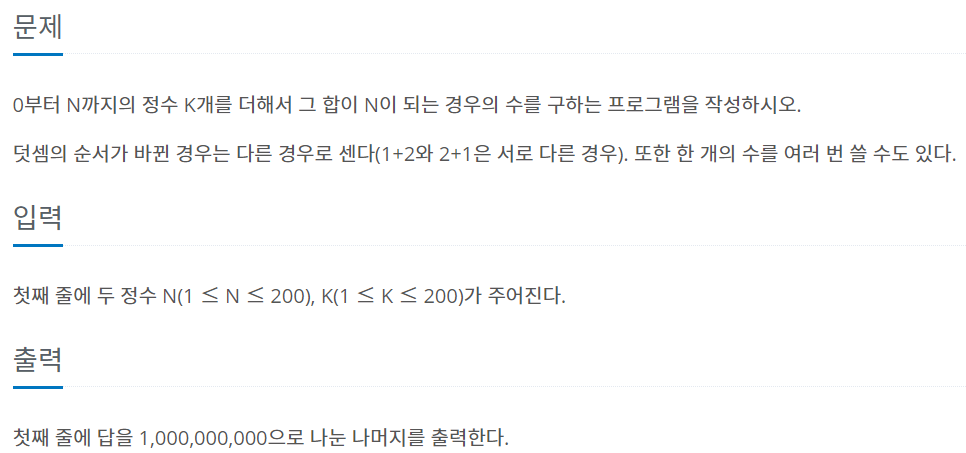 문제
0부터 N까지의 정수 K개를 더해서 그 합이 N이 되는 경우의 수를 구하는 프로그램을 작성하시오.
덧셈의 순서가 바뀐 경우는 다른 경우로 센다(1+2와 2+1은 서로 다른 경우). 또한 한 개의 수를 여러 번 쓸 수도 있다.
입력
첫째 줄에 두 정수 N(1 ≤ N ≤ 200), K(1 ≤ K ≤ 200)가 주어진다.
출력
첫째 줄에 답을 1,000,000,000으로 나눈 나머지를 출력한다.